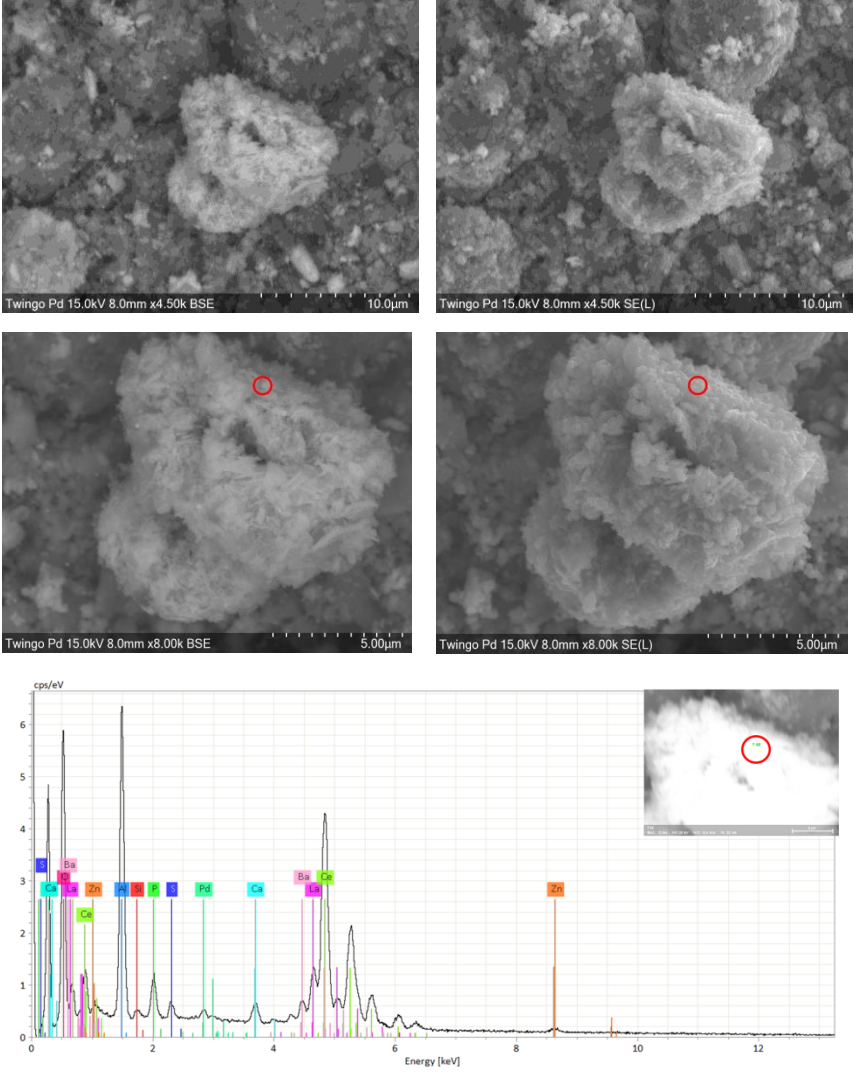 Twingo Pd 15.0kV 8.0mm x4.50k BSE 10.0µm
Twingo Pd 15.0kV 8.0mm x4.50k SE(L) 10.0µm
Twingo Pd 15.0kV 8.0mm x8.00k BSE 5.00µm
Twingo Pd 15.0kV 8.0mm x8.00k SE(L) 5.00µm
cps/eV
6
5
4
3
2
1
0
S Ba
Ca O La Zn Al Si P S Pd Ca Ba La Ce Zn
Ce
0 2 4 6 8 10 12
Energy [keV]